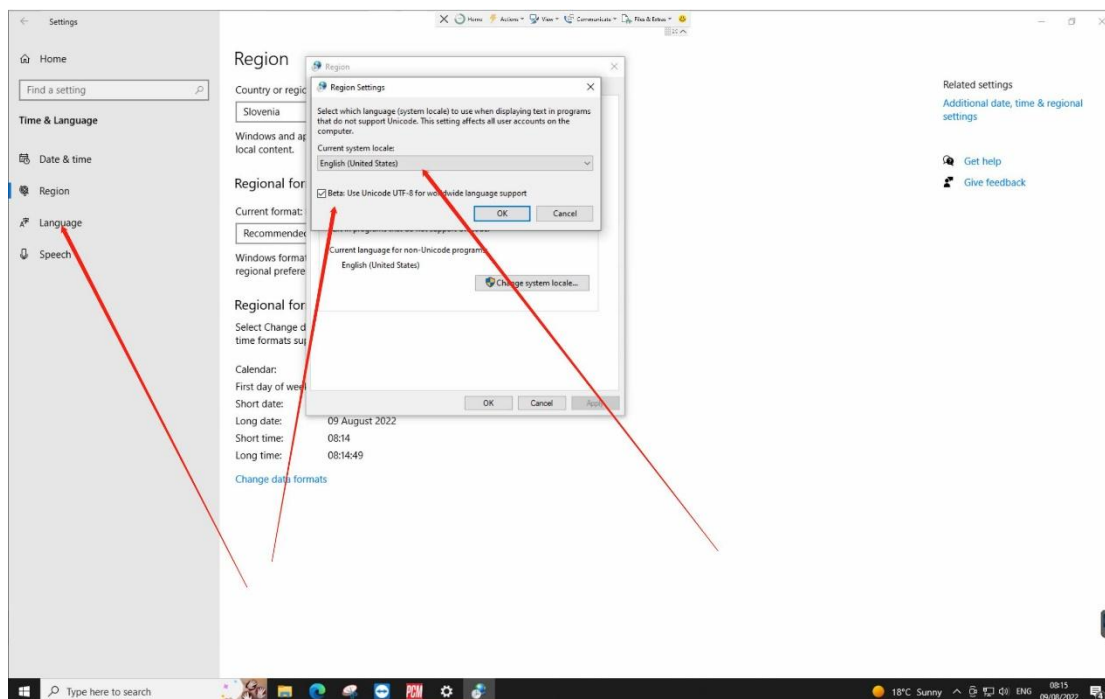 Settings
Home Actions View Communicate Files & Extras
Home
Find a setting
Time & Language
Date & time
Region
Language
Speech
Region
Country or regio
Slovenia
Windows and ap
local content.
Regional for
Current format:
Recommended
Windows format
regional prefere
Regional for
Select Change d
time formats sup
Calendar:
First day of week
Short date:
Long date: 09 August 2022
Short time: 08:14
Long time: 08:14:49
Change data formats
Region
Region Settings
Select which language (system locale) to use when displaying text in programs
that do not support Unicode. This setting affects all user accounts on the
computer.
Current system locale:
English (United States)
Beta: Use Unicode UTF-8 for worldwide language support
OK Cancel
Current language for non-Unicode programs:
English (United States)
Change system locale...
OK Cancel Apply
Related settings
Additional date, time & regional
settings
Get help
Give feedback
Type here to search
PCM
18°C Sunny
ENG
08:15
09/08/2022